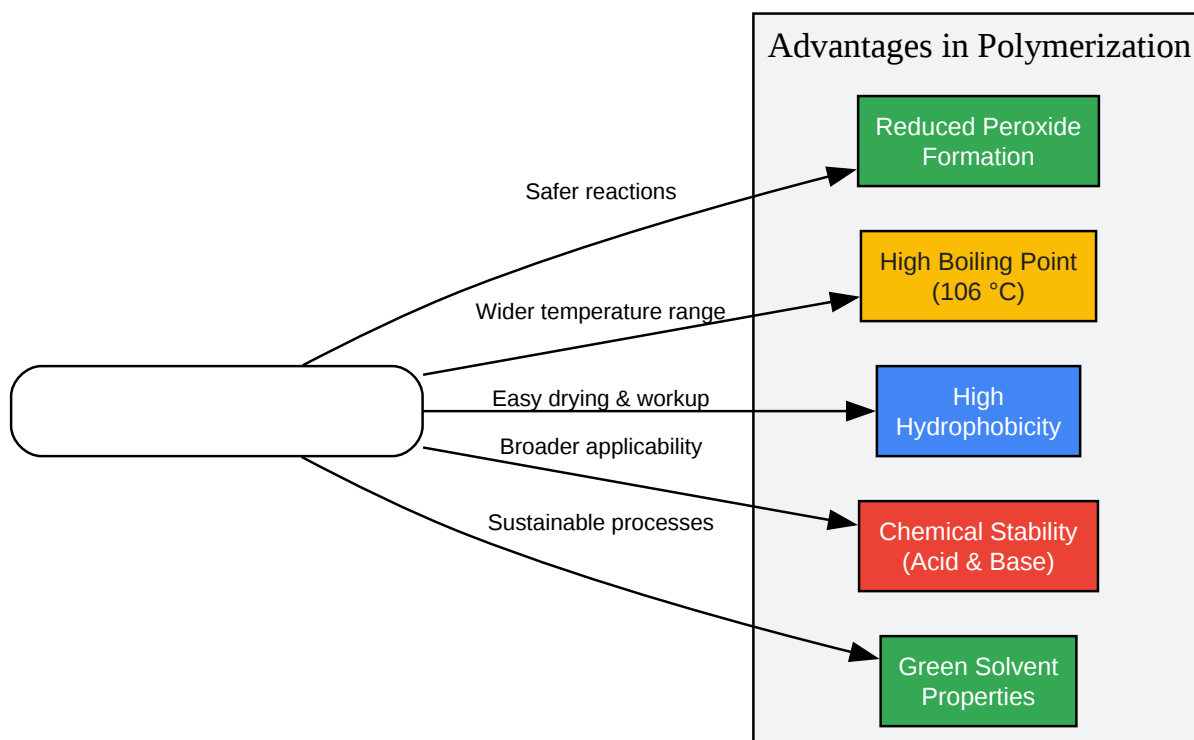 Advantages in Polymerization
Reduced Peroxide
Formation
Safer reactions
High Boiling Point
(106 °C)
Wider temperature range
High
Hydrophobicity
Easy drying & workup
Broader applicability
Chemical Stability
(Acid & Base)
Sustainable processes
Green Solvent
Properties